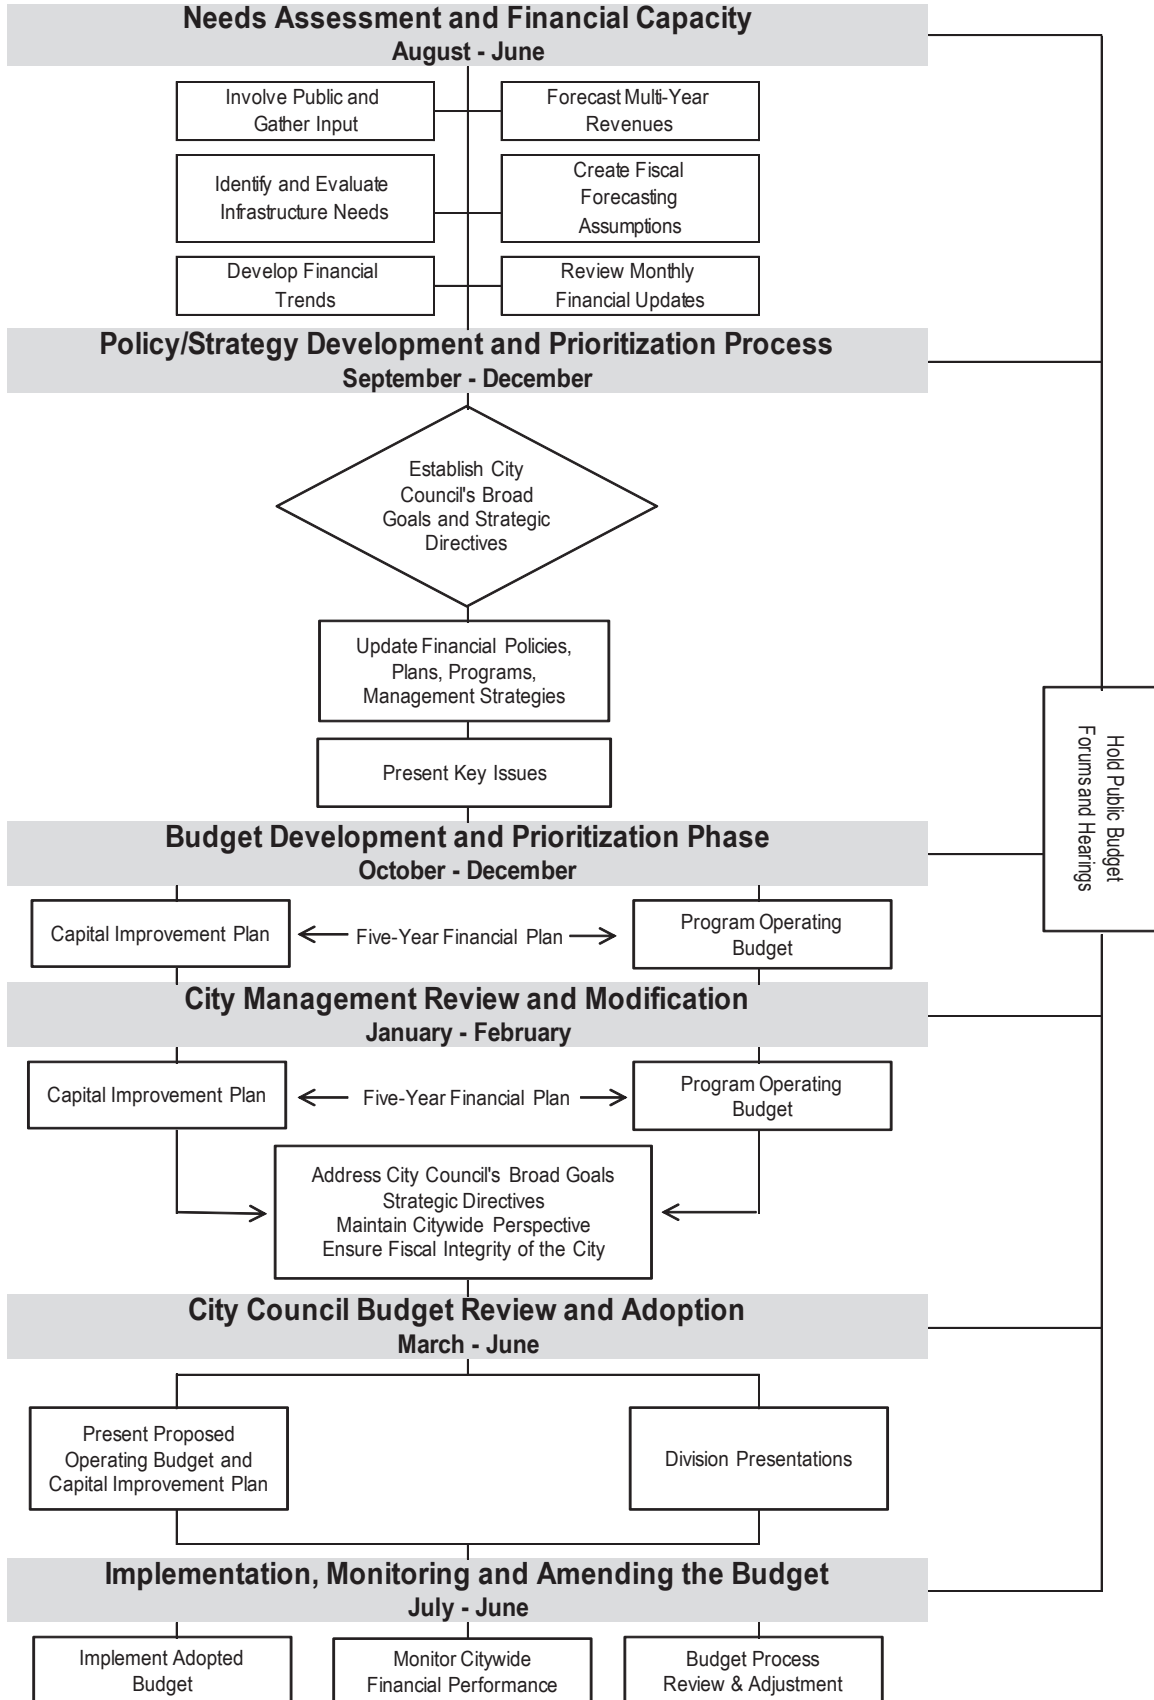 Needs Assessment and Financial Capacity
August - June
Involve Public and
Gather Input
Forecast Multi-Year
Revenues
Identify and Evaluate
Infrastructure Needs
Create Fiscal
Forecasting
Assumptions
Develop Financial
Trends
Review Monthly
Financial Updates
Policy/Strategy Development and Prioritization Process
September - December
Establish City
Council's Broad
Goals and Strategic
Directives
Update Financial Policies,
Plans, Programs,
Management Strategies
Present Key Issues
Hold Public Budget
Forums and Hearings
Budget Development and Prioritization Phase
October - December
Capital Improvement Plan
Five-Year Financial Plan
Program Operating
Budget
City Management Review and Modification
January - February
Capital Improvement Plan
Five-Year Financial Plan
Program Operating
Budget
Address City Council's Broad Goals
Strategic Directives
Maintain Citywide Perspective
Ensure Fiscal Integrity of the City
City Council Budget Review and Adoption
March - June
Present Proposed
Operating Budget and
Capital Improvement Plan
Division Presentations
Implementation, Monitoring and Amending the Budget
July - June
Implement Adopted
Budget
Monitor Citywide
Financial Performance
Budget Process
Review & Adjustment